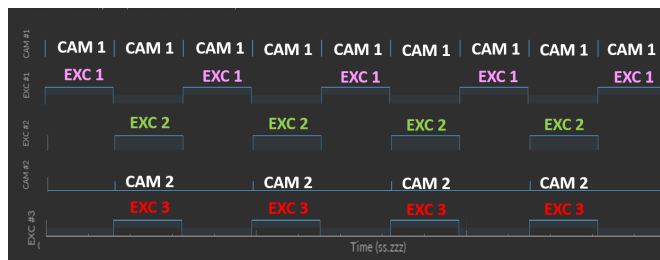 CAM #1 CAM 1 CAM 1 CAM 1 CAM 1 CAM 1 CAM 1 CAM 1 CAM 1 CAM 1
EXC #1 EXC 1 EXC 1 EXC 1 EXC 1 EXC 1
EXC #2 EXC 2 EXC 2 EXC 2 EXC 2
CAM #2 CAM 2 CAM 2 CAM 2 CAM 2
EXC #3 EXC 3 EXC 3 EXC 3 EXC 3
Time (ss.zzz)